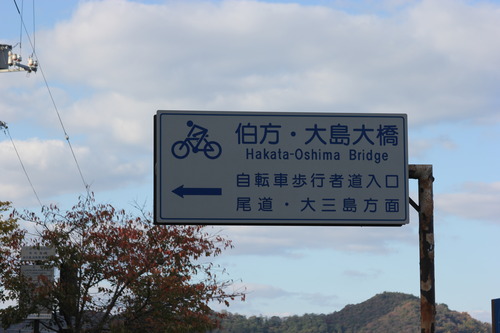 伯方・大島大橋
Hakata-Oshima Bridge
自転車歩行者道入口
尾道・大三島方面